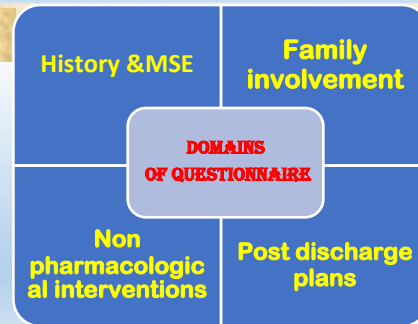 History &MSE
Family
involvement
DOMAINS
OF QUESTIONNAIRE
Non
pharmacologic
al interventions
Post discharge
plans